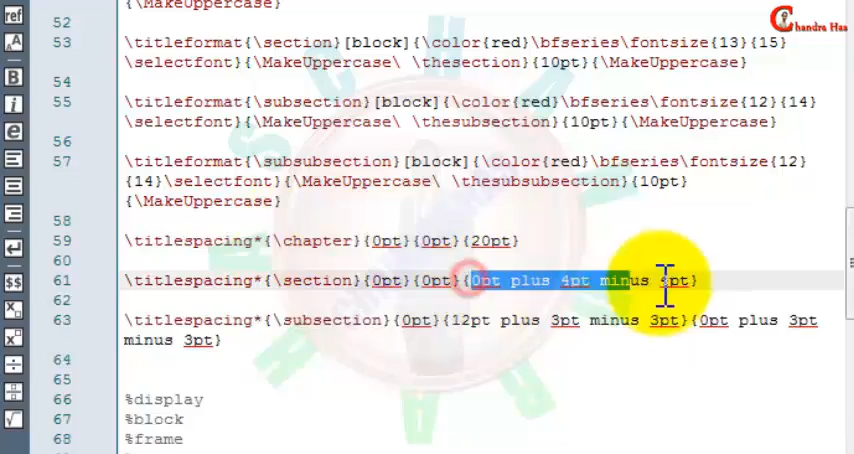 ref
{\MakeUppercase}
52
53 \titleformat{\section}[block]{\color{red}\bfseries\fontsize{13}{15}
\selectfont}{\MakeUppercase\ \thesection}{10pt}{\MakeUppercase}
54
55 \titleformat{\subsection}[block]{\color{red}\bfseries\fontsize{12}{14}
\selectfont}{\MakeUppercase\ \thesubsection}{10pt}{\MakeUppercase}
56
57 \titleformat{\subsubsection}[block]{\color{red}\bfseries\fontsize{12}
{14}\selectfont}{\MakeUppercase\ \thesubsubsection}{10pt}
{\MakeUppercase}
58
59 \titlespacing*{\chapter}{0pt}{0pt}{20pt}
60
61 \titlespacing*{\section}{0pt}{0pt}{0pt plus 4pt minus 4pt}
62
63 \titlespacing*{\subsection}{0pt}{12pt plus 3pt minus 3pt}{0pt plus 3pt
minus 3pt}
64
65
66 %display
67 %block
68 %frame
Chandra Has